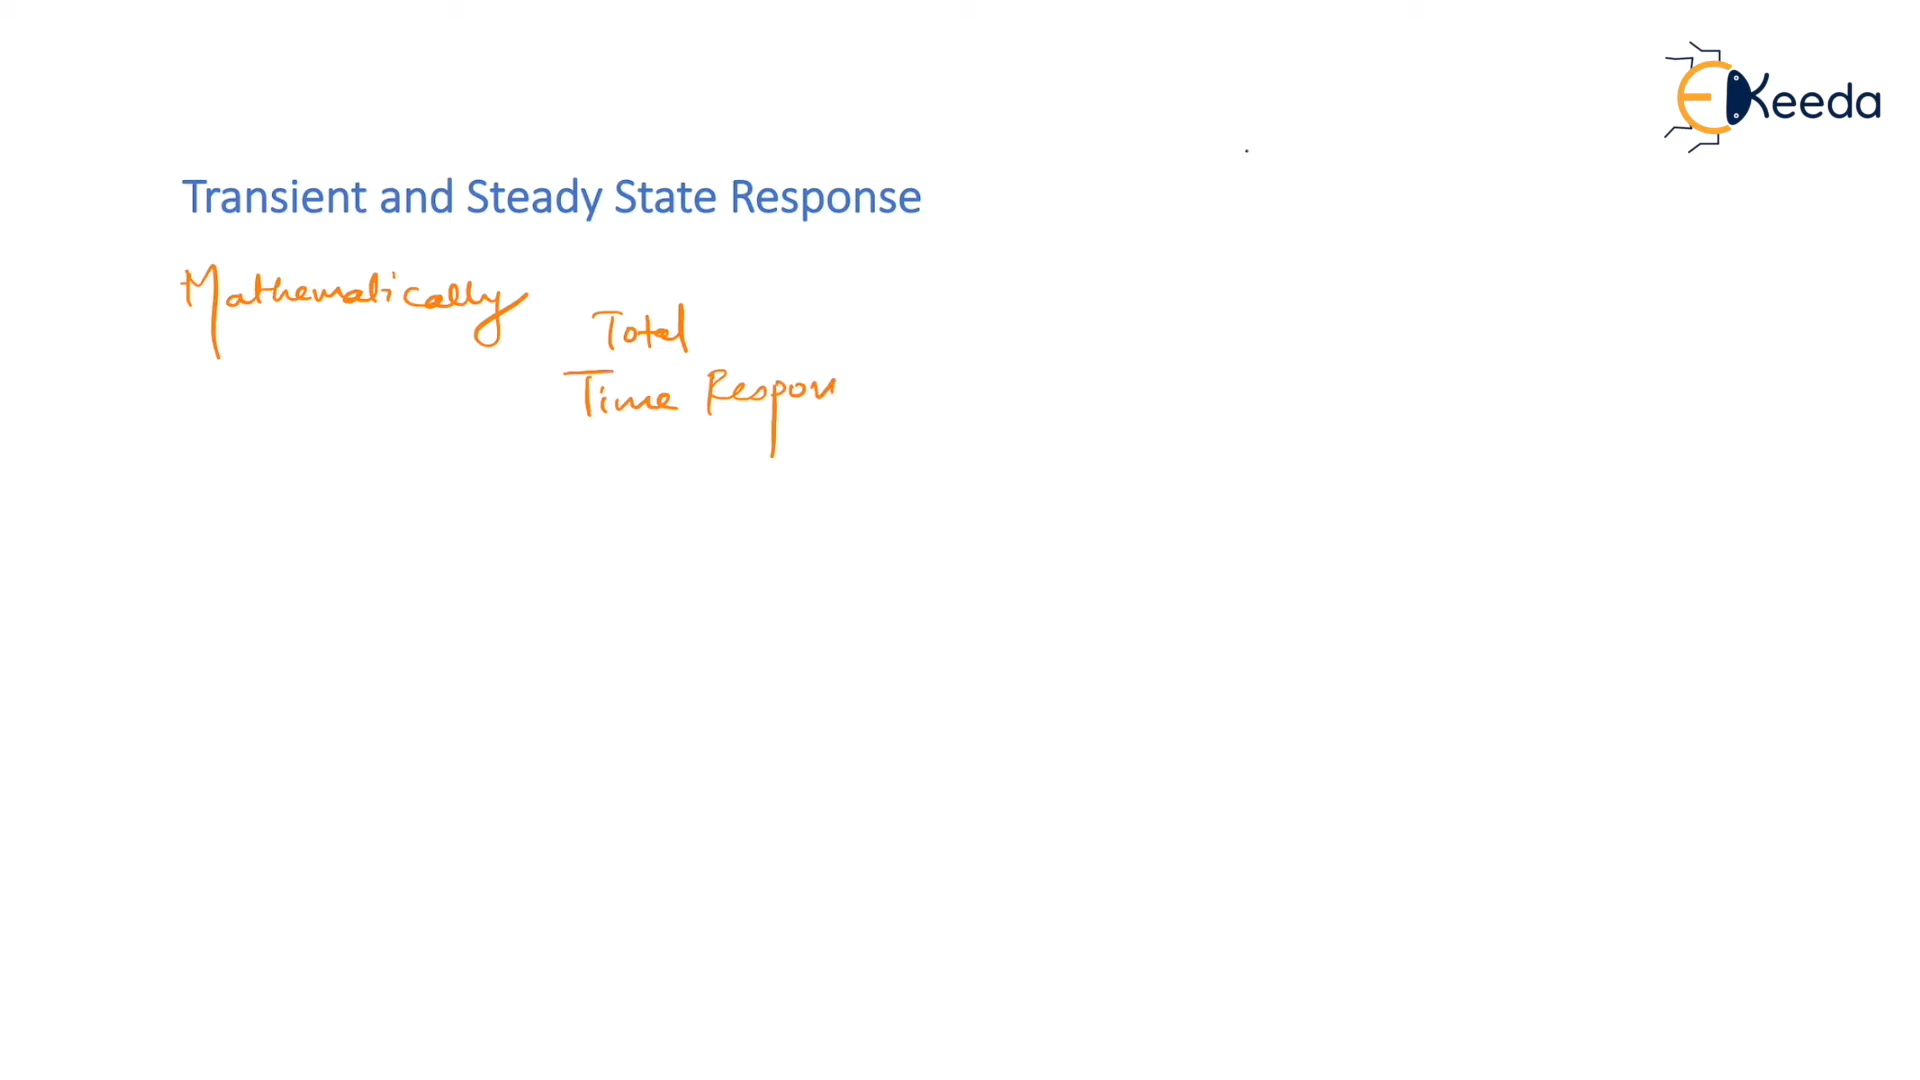 EKeeda
Transient and Steady State Response
Mathematically
Total
Time Respon